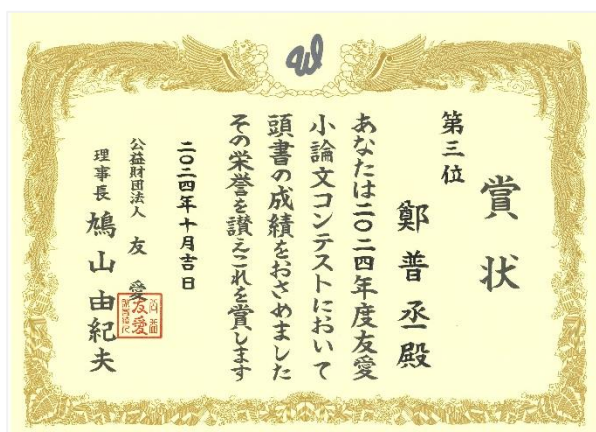 賞状
第三位
鄭普丞殿
あなたは二〇二四年度友愛
小論文コンテストにおいて
頭書の成績をおさめました
その栄誉を讃えこれを賞します
二〇二四年十月吉日
公益財団法人 友愛
理事長 鳩山由紀夫